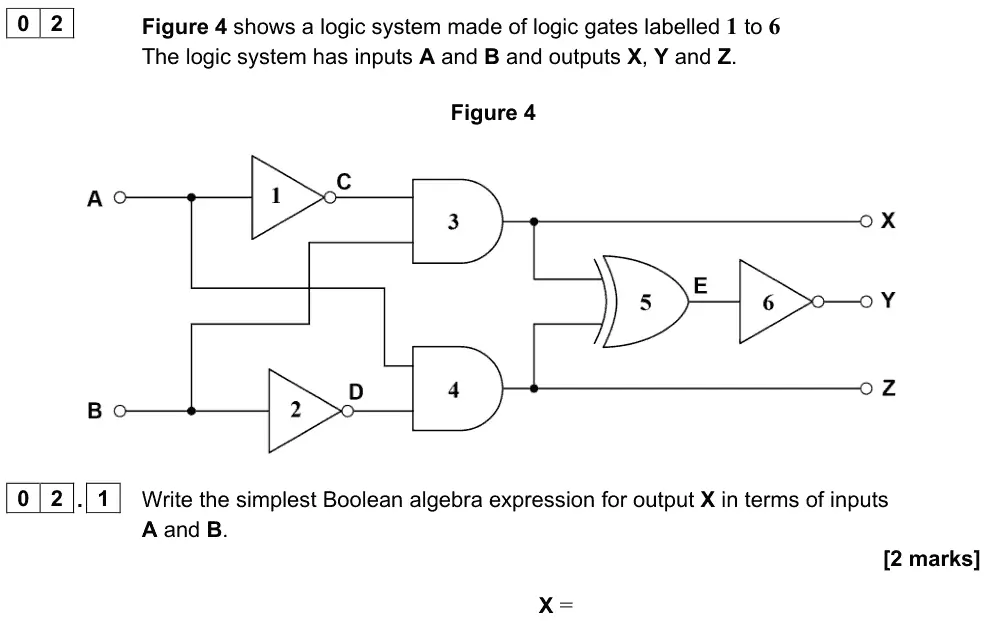 0 2 Figure 4 shows a logic system made of logic gates labelled 1 to 6
The logic system has inputs A and B and outputs X, Y and Z.
Figure 4
A
1
C
3
X
5
E
6
Y
B
2
D
4
Z
0 2 . 1 Write the simplest Boolean algebra expression for output X in terms of inputs
A and B.
[2 marks]
X =